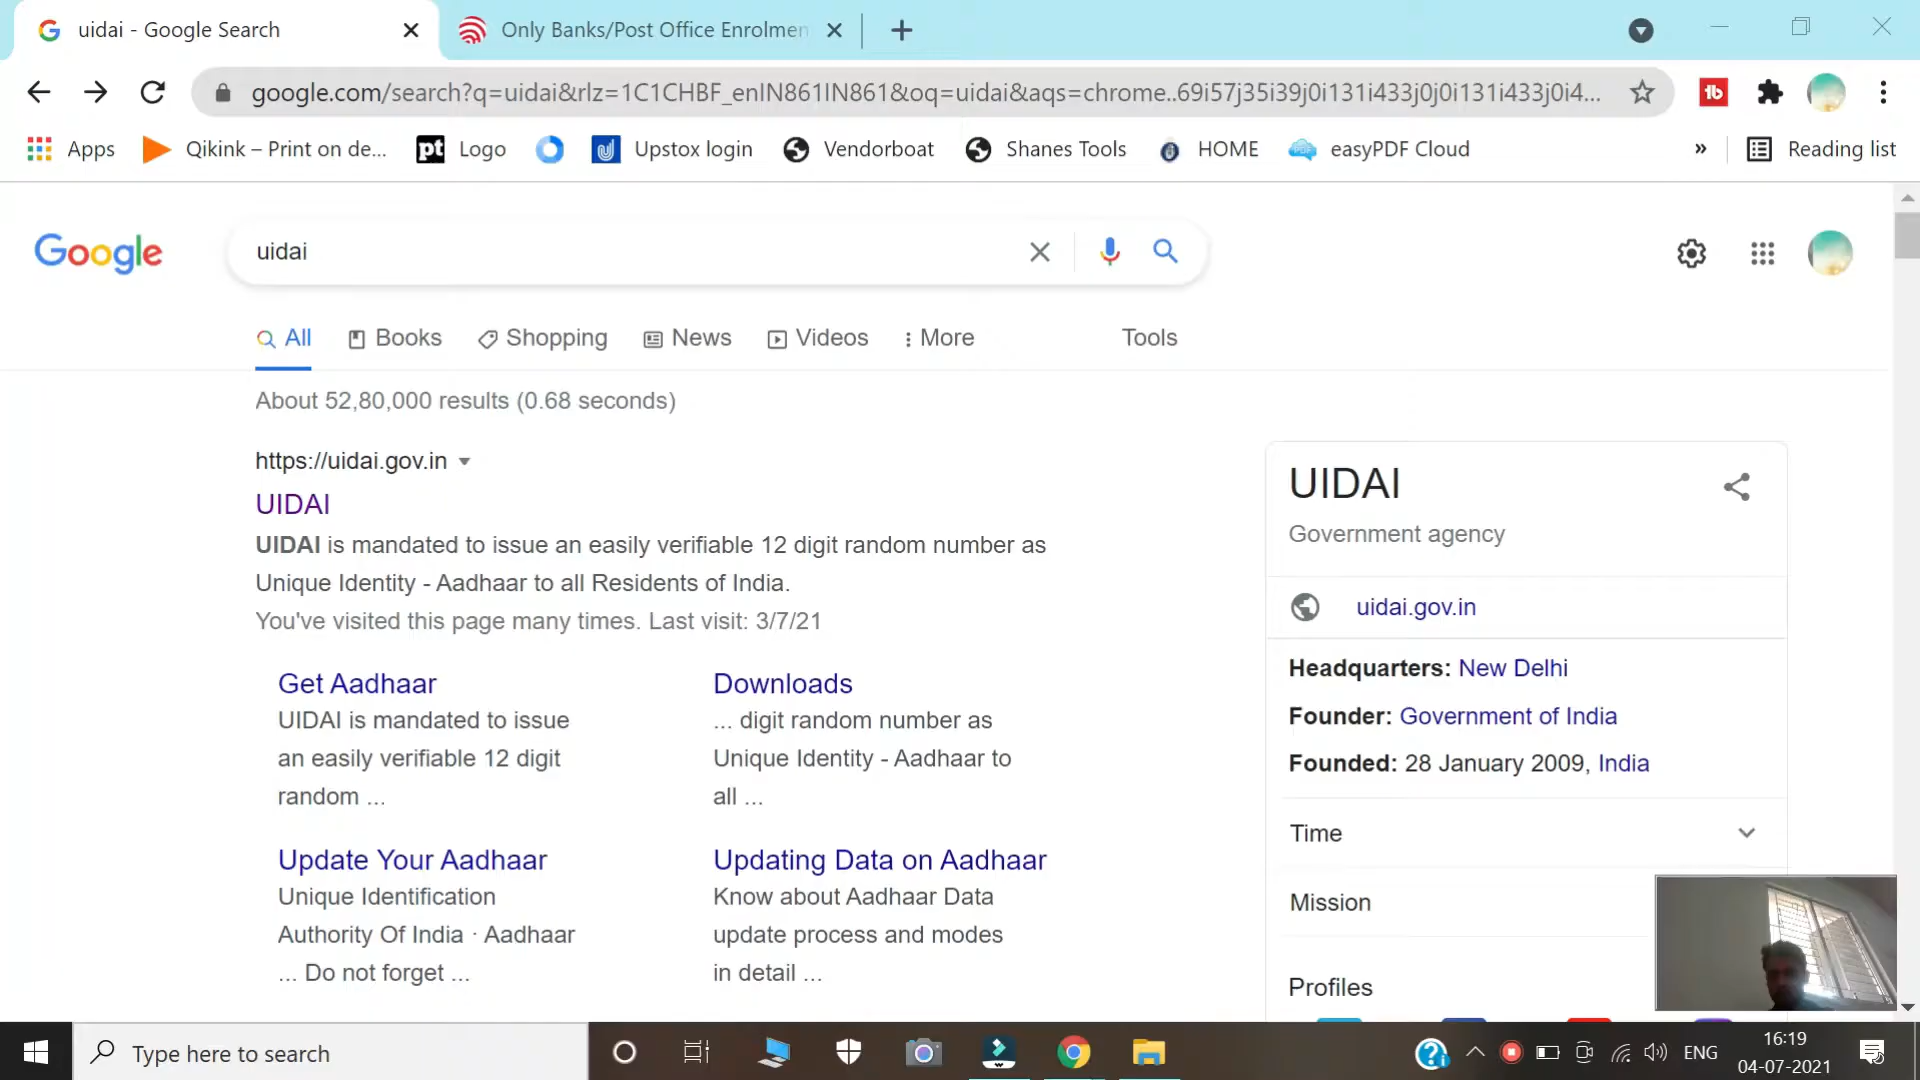 uidai - Google Search
Only Banks/Post Office Enrolmen
google.com/search?q=uidai&rlz=1C1CHBF_enIN861IN861&oq=uidai&aqs=chrome..69i57j35i39j0i131i433j0j0i131i433j0i4...
Apps
Qikink – Print on de...
pt
Logo
Upstox login
Vendorboat
Shanes Tools
HOME
easyPDF Cloud
»
Reading list
Google
uidai
All
Books
Shopping
News
Videos
More
Tools
About 52,80,000 results (0.68 seconds)
https://uidai.gov.in
UIDAI
UIDAI is mandated to issue an easily verifiable 12 digit random number as
Unique Identity - Aadhaar to all Residents of India.
You've visited this page many times. Last visit: 3/7/21
Get Aadhaar
UIDAI is mandated to issue
an easily verifiable 12 digit
random ...
Downloads
... digit random number as
Unique Identity - Aadhaar to
all ...
Update Your Aadhaar
Unique Identification
Authority Of India · Aadhaar
... Do not forget ...
Updating Data on Aadhaar
Know about Aadhaar Data
update process and modes
in detail ...
UIDAI
Government agency
uidai.gov.in
Headquarters: New Delhi
Founder: Government of India
Founded: 28 January 2009, India
Time
Mission
Profiles
Type here to search
ENG
16:19
04-07-2021